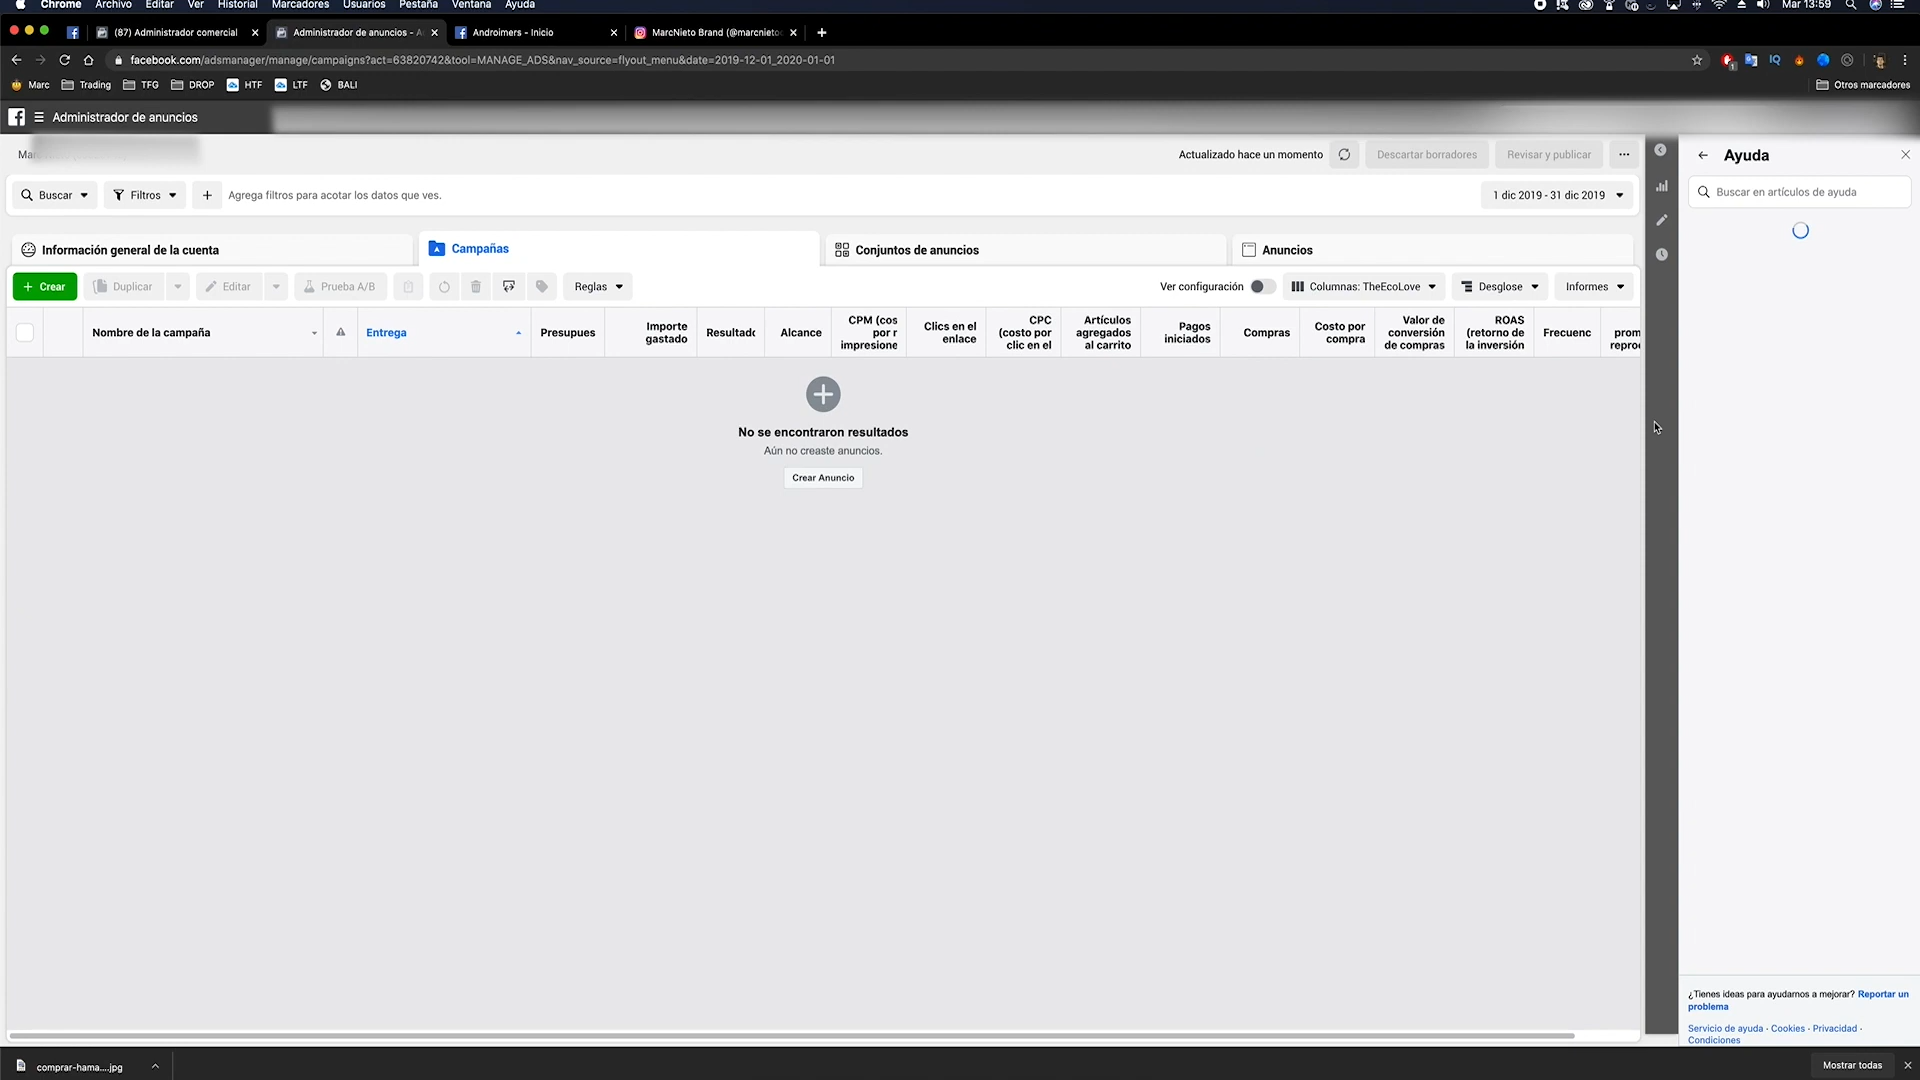 Chrome Archivo Editar Ver Historial Marcadores Usuarios Pestaña Ventana Ayuda Mar 13:59
(87) Administrador comercial Administrador de anuncios - Androimers - Inicio MarcNieto Brand (@marcnieto
facebook.com/adsmanager/manage/campaigns?act=63820742&tool=MANAGE_ADS&nav_source=flyout_menu&date=2019-12-01_2020-01-01
Marc Trading TFG DROP HTF LTF BALI Otros marcadores
Administrador de anuncios
Actualizado hace un momento Descartar borradores Revisar y publicar
Ayuda
Buscar Filtros Agrega filtros para acotar los datos que ves. 1 dic 2019 - 31 dic 2019
Buscar en artículos de ayuda
Información general de la cuenta Campañas Conjuntos de anuncios Anuncios
Crear Duplicar Editar Prueba A/B Reglas Ver configuración Columnas: TheEcoLove Desglose Informes
Nombre de la campaña
Entrega
Presupues
Importe
gastado
Resultadc
Alcance
CPM (cos
por r
impresione
Clics en el
enlace
CPC
(costo por
clic en el
Artículos
agregados
al carrito
Pagos
iniciados
Compras
Costo por
compra
Valor de
conversión
de compras
ROAS
(retorno de
la inversión
Frecuenc
prom
repro
No se encontraron resultados
Aún no creaste anuncios.
Crear Anuncio
¿Tienes ideas para ayudarnos a mejorar? Reportar un
problema
Servicio de ayuda · Cookies · Privacidad ·
Condiciones
comprar-hama....jpg
Mostrar todas